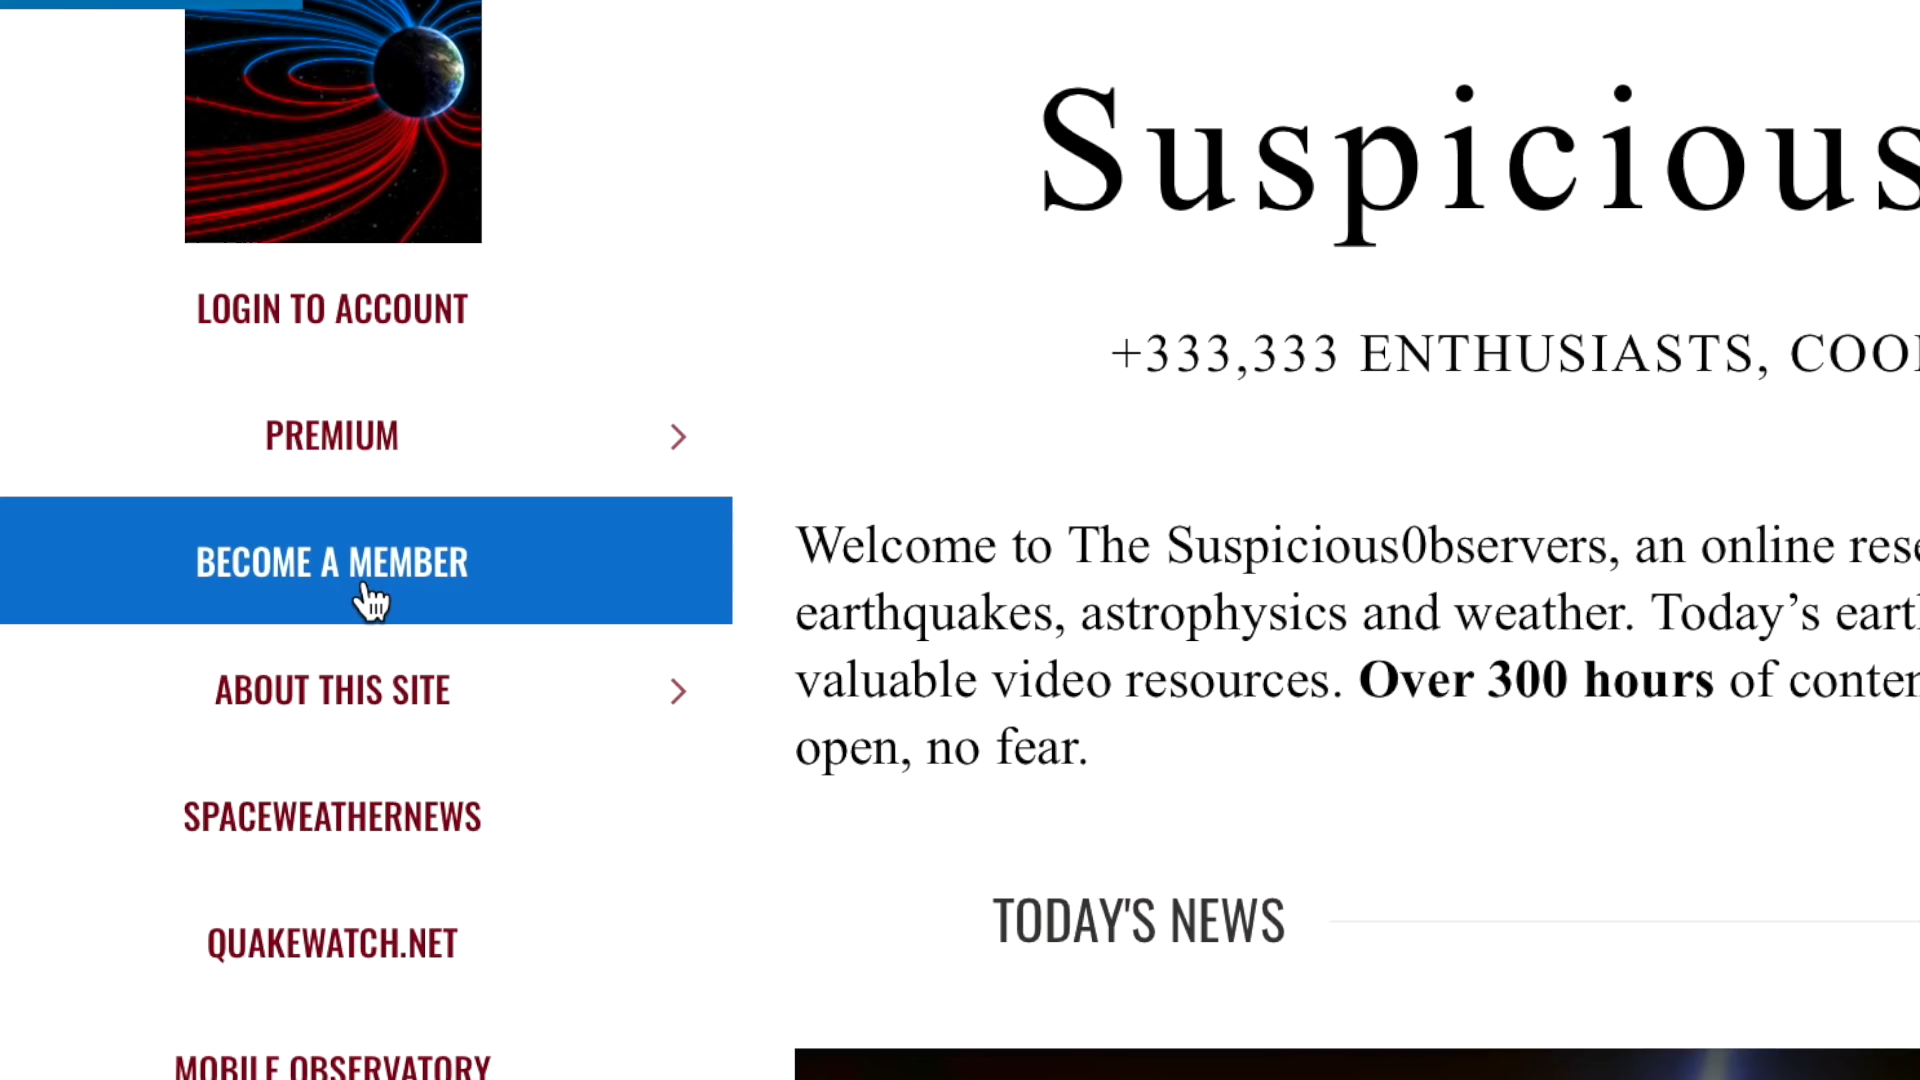 Suspicious
+333,333 ENTHUSIASTS,
LOGIN TO ACCOUNT
PREMIUM
BECOME A MEMBER
ABOUT THIS SITE
SPACEWEATHERNEWS
QUAKEWATCH.NET
MOBILE OBSERVATORY
Welcome to The Suspicious0bservers, an online
earthquakes, astrophysics and weather. Today’s
valuable video resources. Over 300 hours of
open, no fear.
TODAY'S NEWS